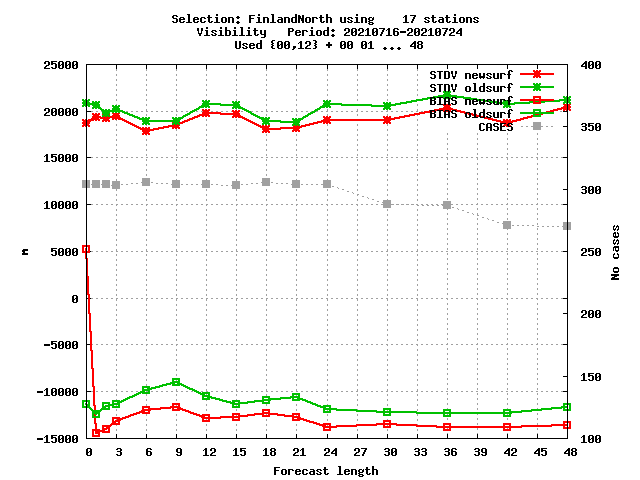 Selection: FinlandNorth using    17 stations
Visibility   Period: 20210716-20210724
Used {00,12} + 00 01 ... 48
25000
20000
15000
10000
5000
0
-5000
-10000
-15000
m
400
350
300
250
200
150
100
No cases
STDV newsurf
STDV oldsurf
BIAS newsurf
BIAS oldsurf
CASES
0 3 6 9 12 15 18 21 24 27 30 33 36 39 42 45 48
Forecast length